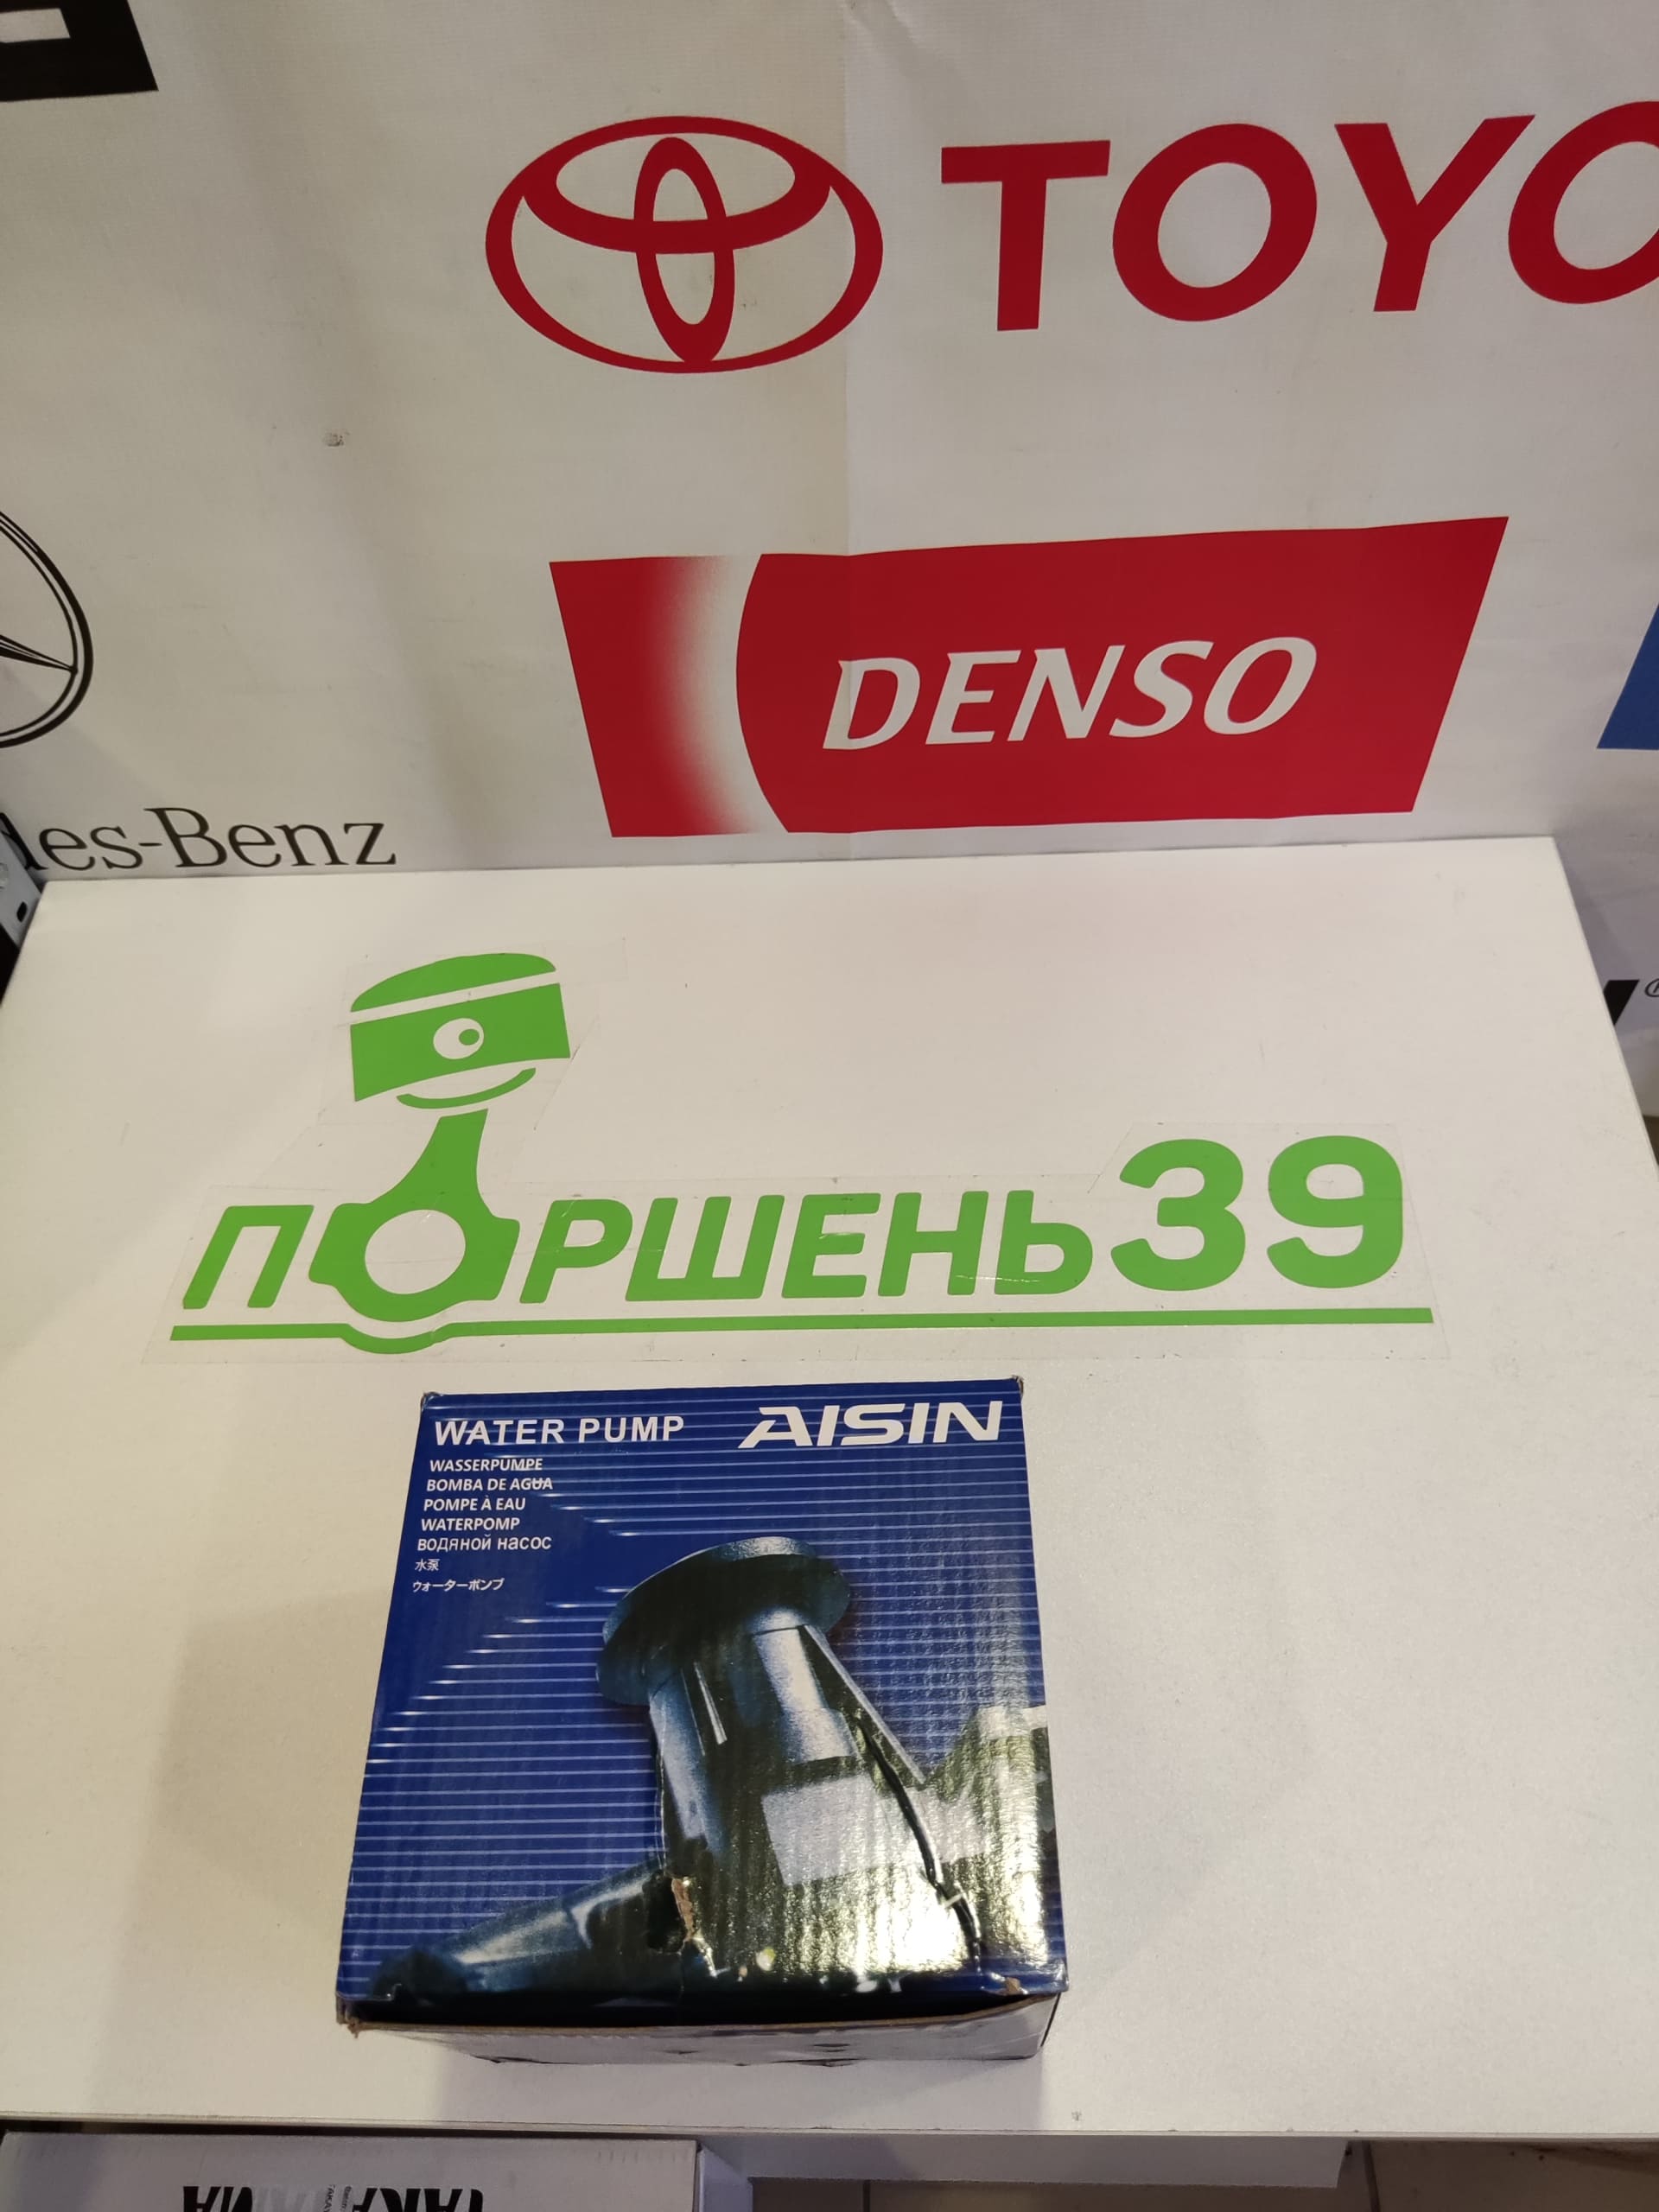 TOYO
DENSO
des-Benz
ПОРШЕНЬ39
WATER PUMP AISIN
WASSERPUMPE
BOMBA DE AGUA
POMPE À EAU
WATERPOMP
ВОДЯНОЙ насос
水泵
ウォーターポンプ